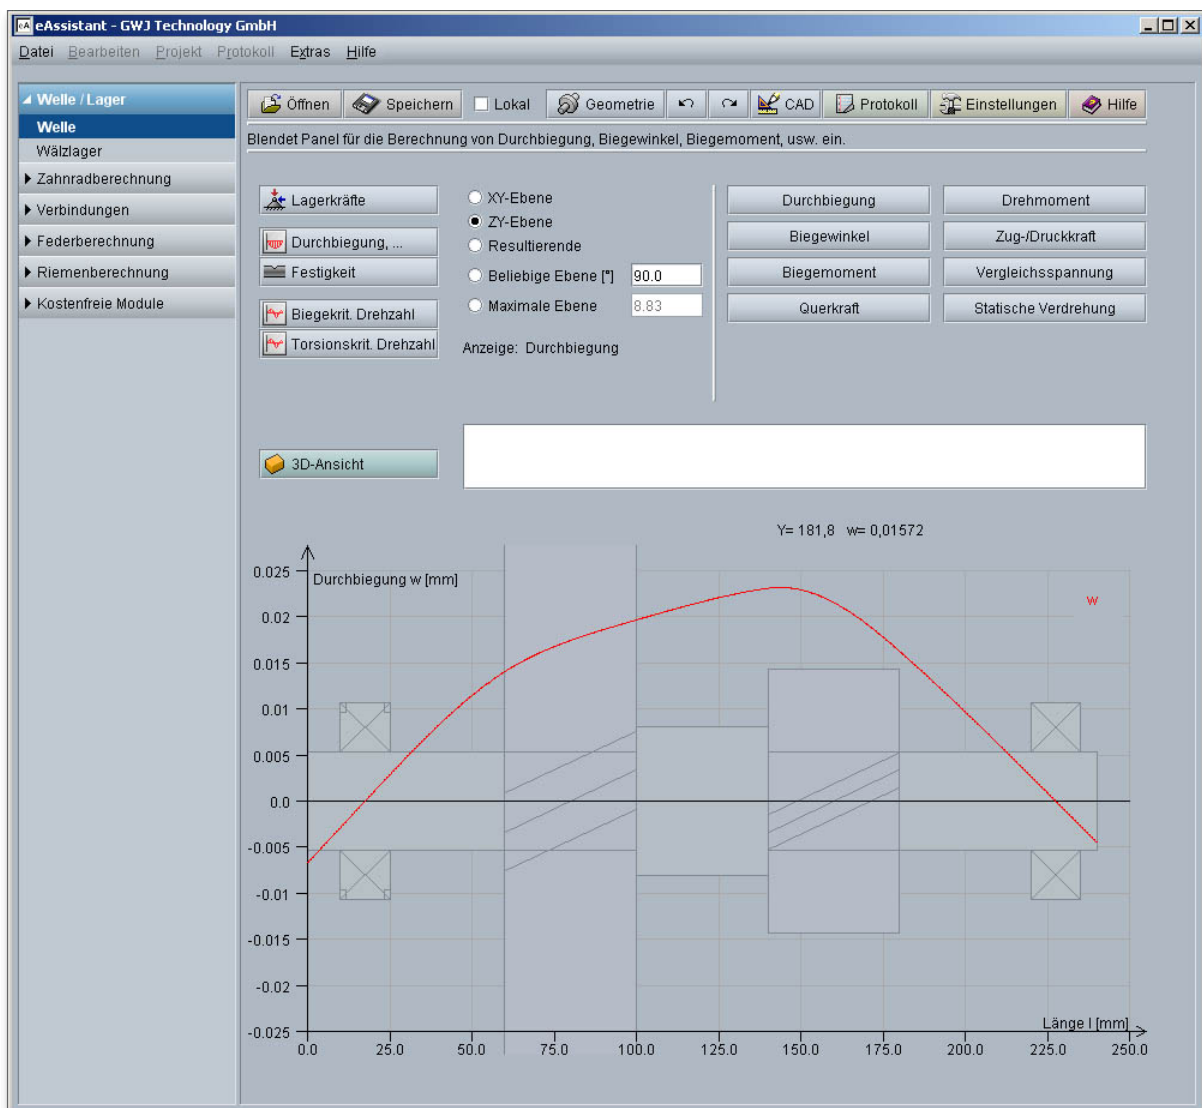 eAssistant - GWJ Technology GmbH
Datei Bearbeiten Projekt Protokoll Extras Hilfe
Welle / Lager
Welle
Wälzlager
Zahnradberechnung
Verbindungen
Federberechnung
Riemenberechnung
Kostenfreie Module
Öffnen Speichern Lokal Geometrie CAD Protokoll Einstellungen Hilfe
Blendet Panel für die Berechnung von Durchbiegung, Biegewinkel, Biegemoment, usw. ein.
Lagerkräfte
Durchbiegung, ...
Festigkeit
Biegekrit. Drehzahl
Torsionskrit. Drehzahl
XY-Ebene
ZY-Ebene
Resultierende
Beliebige Ebene [°] 90.0
Maximale Ebene 8.83
Anzeige: Durchbiegung
Durchbiegung Drehmoment
Biegewinkel Zug-/Druckkraft
Biegemoment Vergleichsspannung
Querkraft Statische Verdrehung
3D-Ansicht
Y= 181,8 w= 0,01572
Durchbiegung w [mm]
w
0.025
0.02
0.015
0.01
0.005
0.0
-0.005
-0.01
-0.015
-0.02
-0.025
Länge l [mm]
0.0 25.0 50.0 75.0 100.0 125.0 150.0 175.0 200.0 225.0 250.0